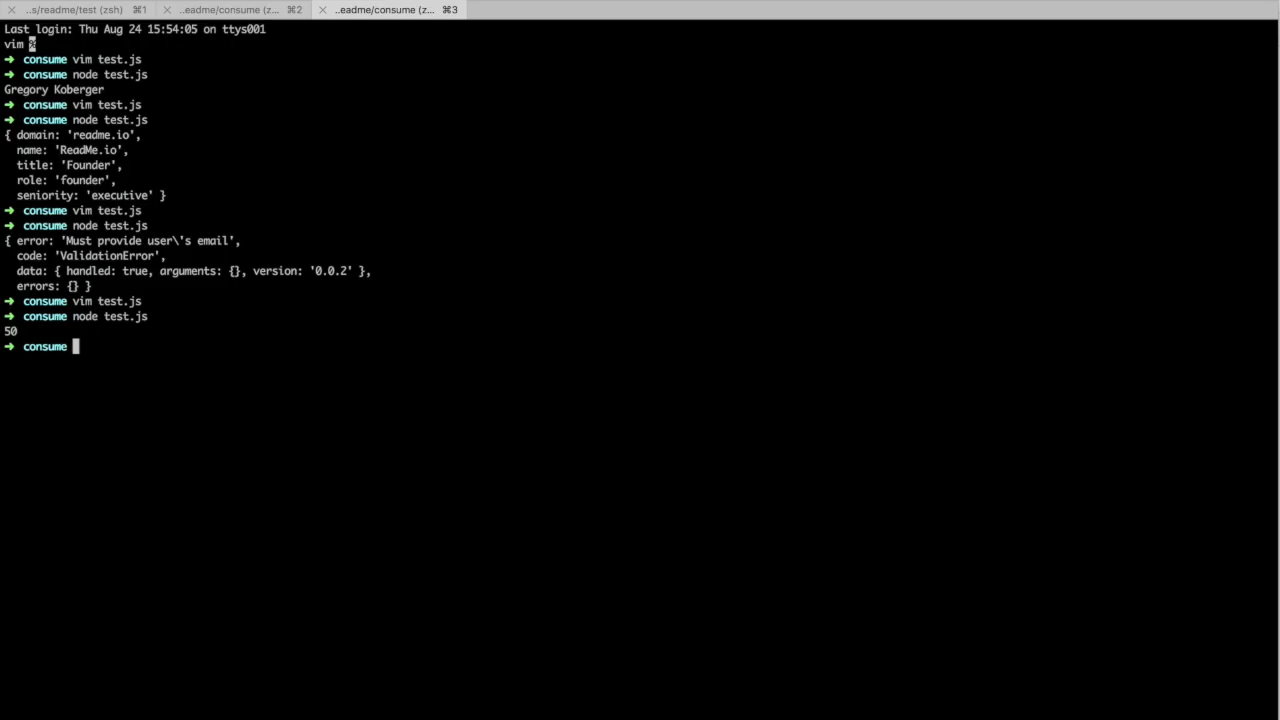 ..s/readme/test (zsh) ⌘1 ..eadme/consume (z... ⌘2 ..eadme/consume (z... ⌘3
Last login: Thu Aug 24 15:54:05 on ttys001
vim %
➜ consume vim test.js
➜ consume node test.js
Gregory Koberger
➜ consume vim test.js
➜ consume node test.js
{ domain: 'readme.io',
name: 'ReadMe.io',
title: 'Founder',
role: 'founder',
seniority: 'executive' }
➜ consume vim test.js
➜ consume node test.js
{ error: 'Must provide user\'s email',
code: 'ValidationError',
data: { handled: true, arguments: {}, version: '0.0.2' },
errors: {} }
➜ consume vim test.js
➜ consume node test.js
50
➜ consume